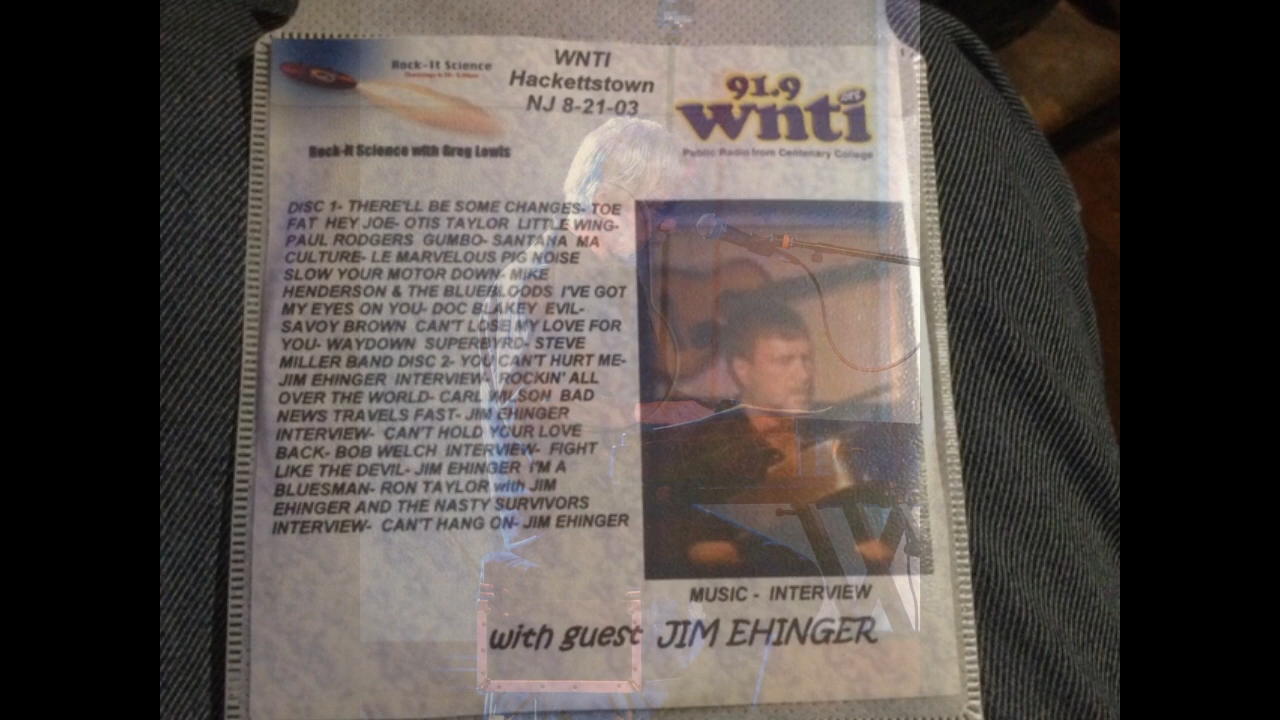 Rock-It Science
WNTI
Hackettstown
NJ 8-21-03
91.9
wnti
Public Radio from Centenary College
Rock-It Science with Greg Lewis
DISC 1- THERE'LL BE SOME CHANGES- TOE
FAT HEY JOE- OTIS TAYLOR LITTLE WING-
PAUL RODGERS GUMBO- SANTANA MA
CULTURE- LE MARVELOUS PIG NOISE
SLOW YOUR MOTOR DOWN- MIKE
HENDERSON & THE BLUEBLOODS I'VE GOT
MY EYES ON YOU- DOC BLAKEY EVIL-
SAVOY BROWN CAN'T LOSE MY LOVE FOR
YOU- WAYDOWN SUPERBYRD- STEVE
MILLER BAND DISC 2- YOU CAN'T HURT ME-
JIM EHINGER INTERVIEW- ROCKIN' ALL
OVER THE WORLD- CARL WILSON BAD
NEWS TRAVELS FAST- JIM EHINGER
INTERVIEW- CAN'T HOLD YOUR LOVE
BACK- BOB WELCH INTERVIEW- FIGHT
LIKE THE DEVIL- JIM EHINGER I'M A
BLUESMAN- RON TAYLOR with JIM
EHINGER AND THE NASTY SURVIVORS
INTERVIEW- CAN'T HANG ON- JIM EHINGER
MUSIC - INTERVIEW
with guest JIM EHINGER